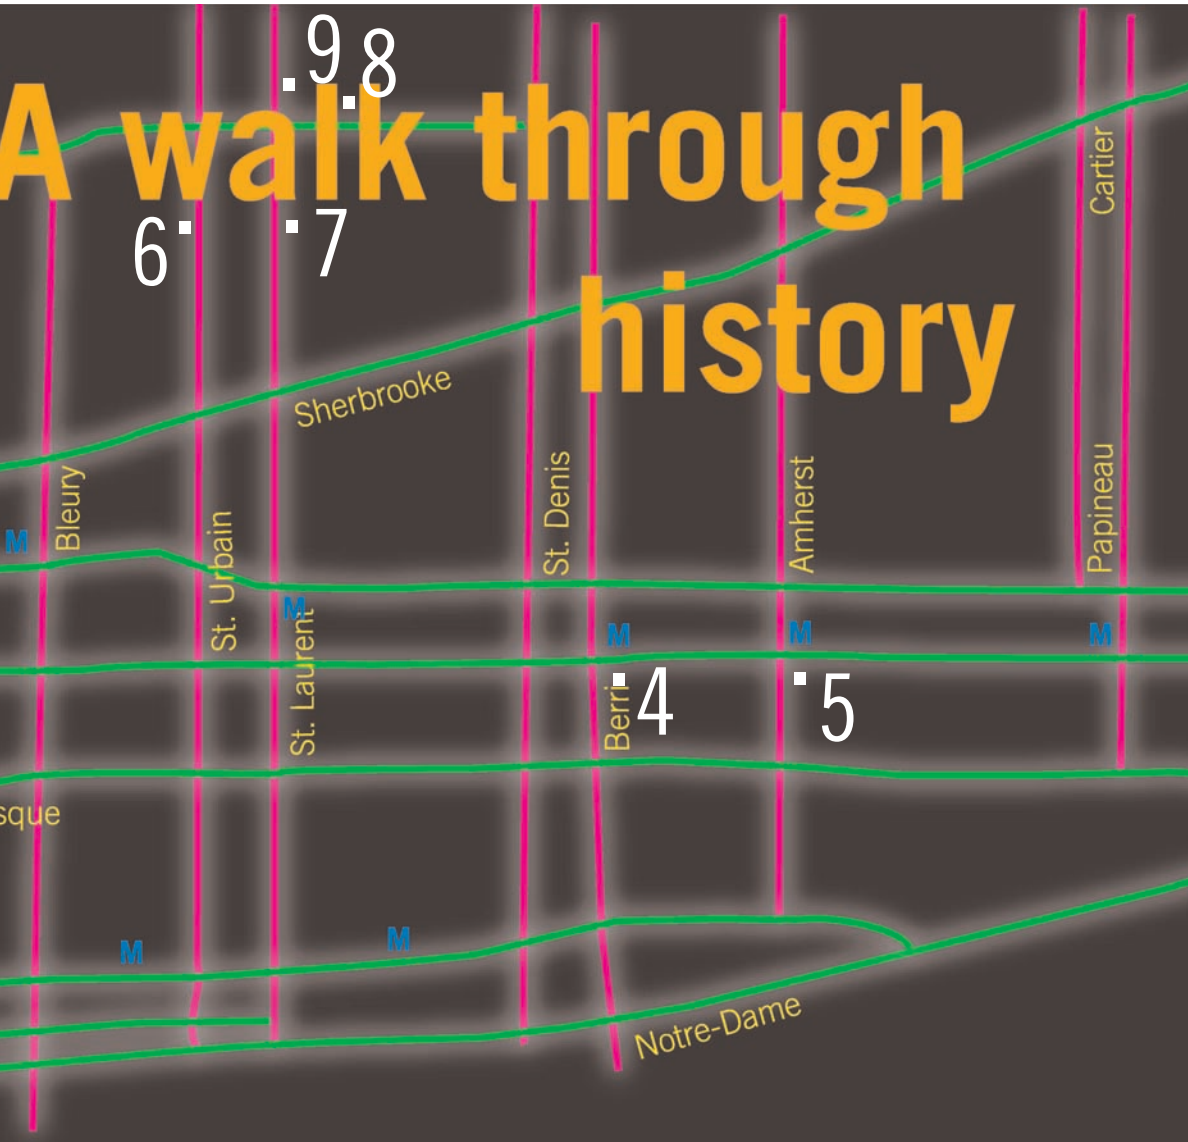 9
8
A walk through
history
6
7
Cartier
Sherbrooke
Bleury
St. Urbain
St. Laurent
St. Denis
Amherst
Papineau
M
M
M
M
M
Berri
4
5
sque
M
M
Notre-Dame